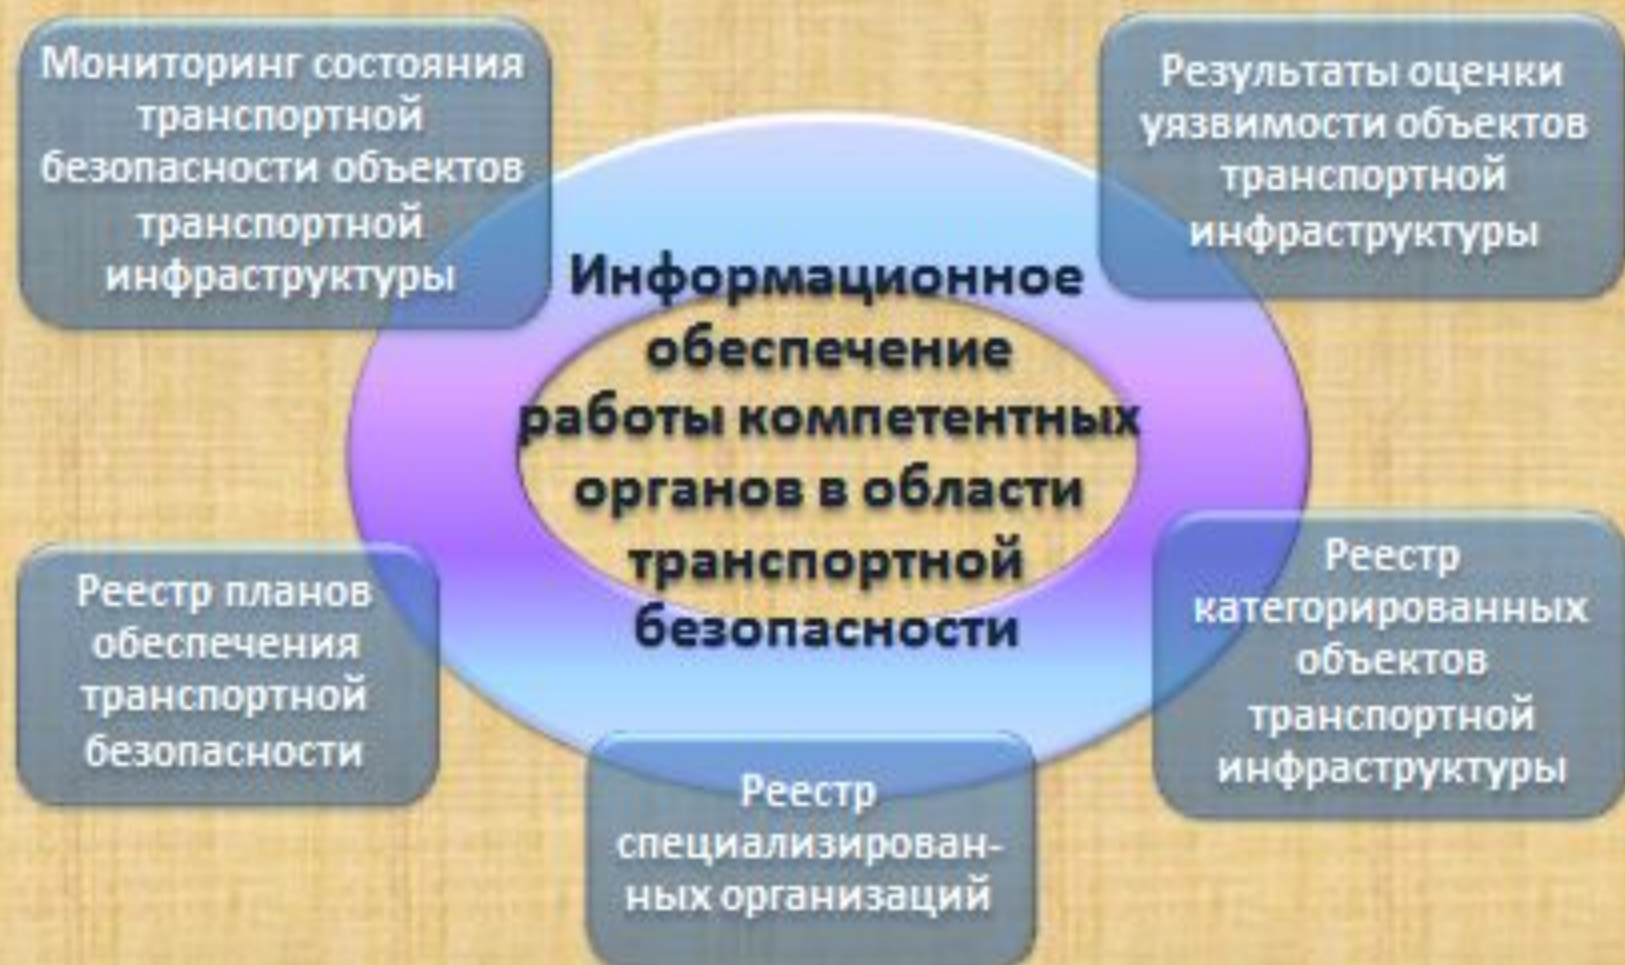 Мониторинг состояния
транспортной
безопасности объектов
транспортной
инфраструктуры
Результаты оценки
уязвимости объектов
транспортной
инфраструктуры
Информационное
обеспечение
работы компетентных
органов в области
транспортной
безопасности
Реестр планов
обеспечения
транспортной
безопасности
Реестр
категорированных
объектов
транспортной
инфраструктуры
Реестр
специализирован-
ных организаций